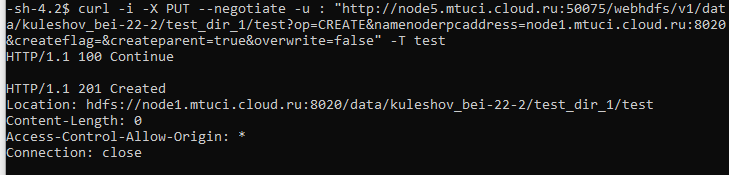 -sh-4.2$ curl -i -X PUT --negotiate -u : "http://node5.mtuci.cloud.ru:50075/webhdfs/v1/dat
a/kuleshov_bei-22-2/test_dir_1/test?op=CREATE&namenoderpcaddress=node1.mtuci.cloud.ru:8020
&createflag=&createparent=true&overwrite=false" -T test
HTTP/1.1 100 Continue

HTTP/1.1 201 Created
Location: hdfs://node1.mtuci.cloud.ru:8020/data/kuleshov_bei-22-2/test_dir_1/test
Content-Length: 0
Access-Control-Allow-Origin: *
Connection: close